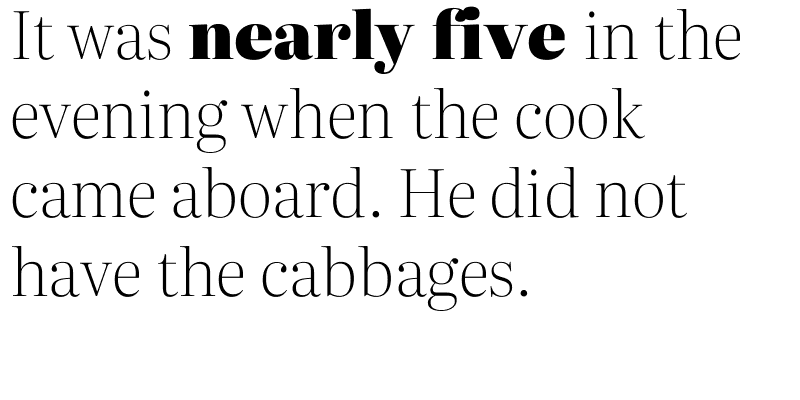 It was nearly five in the
evening when the cook
came aboard. He did not
have the cabbages.